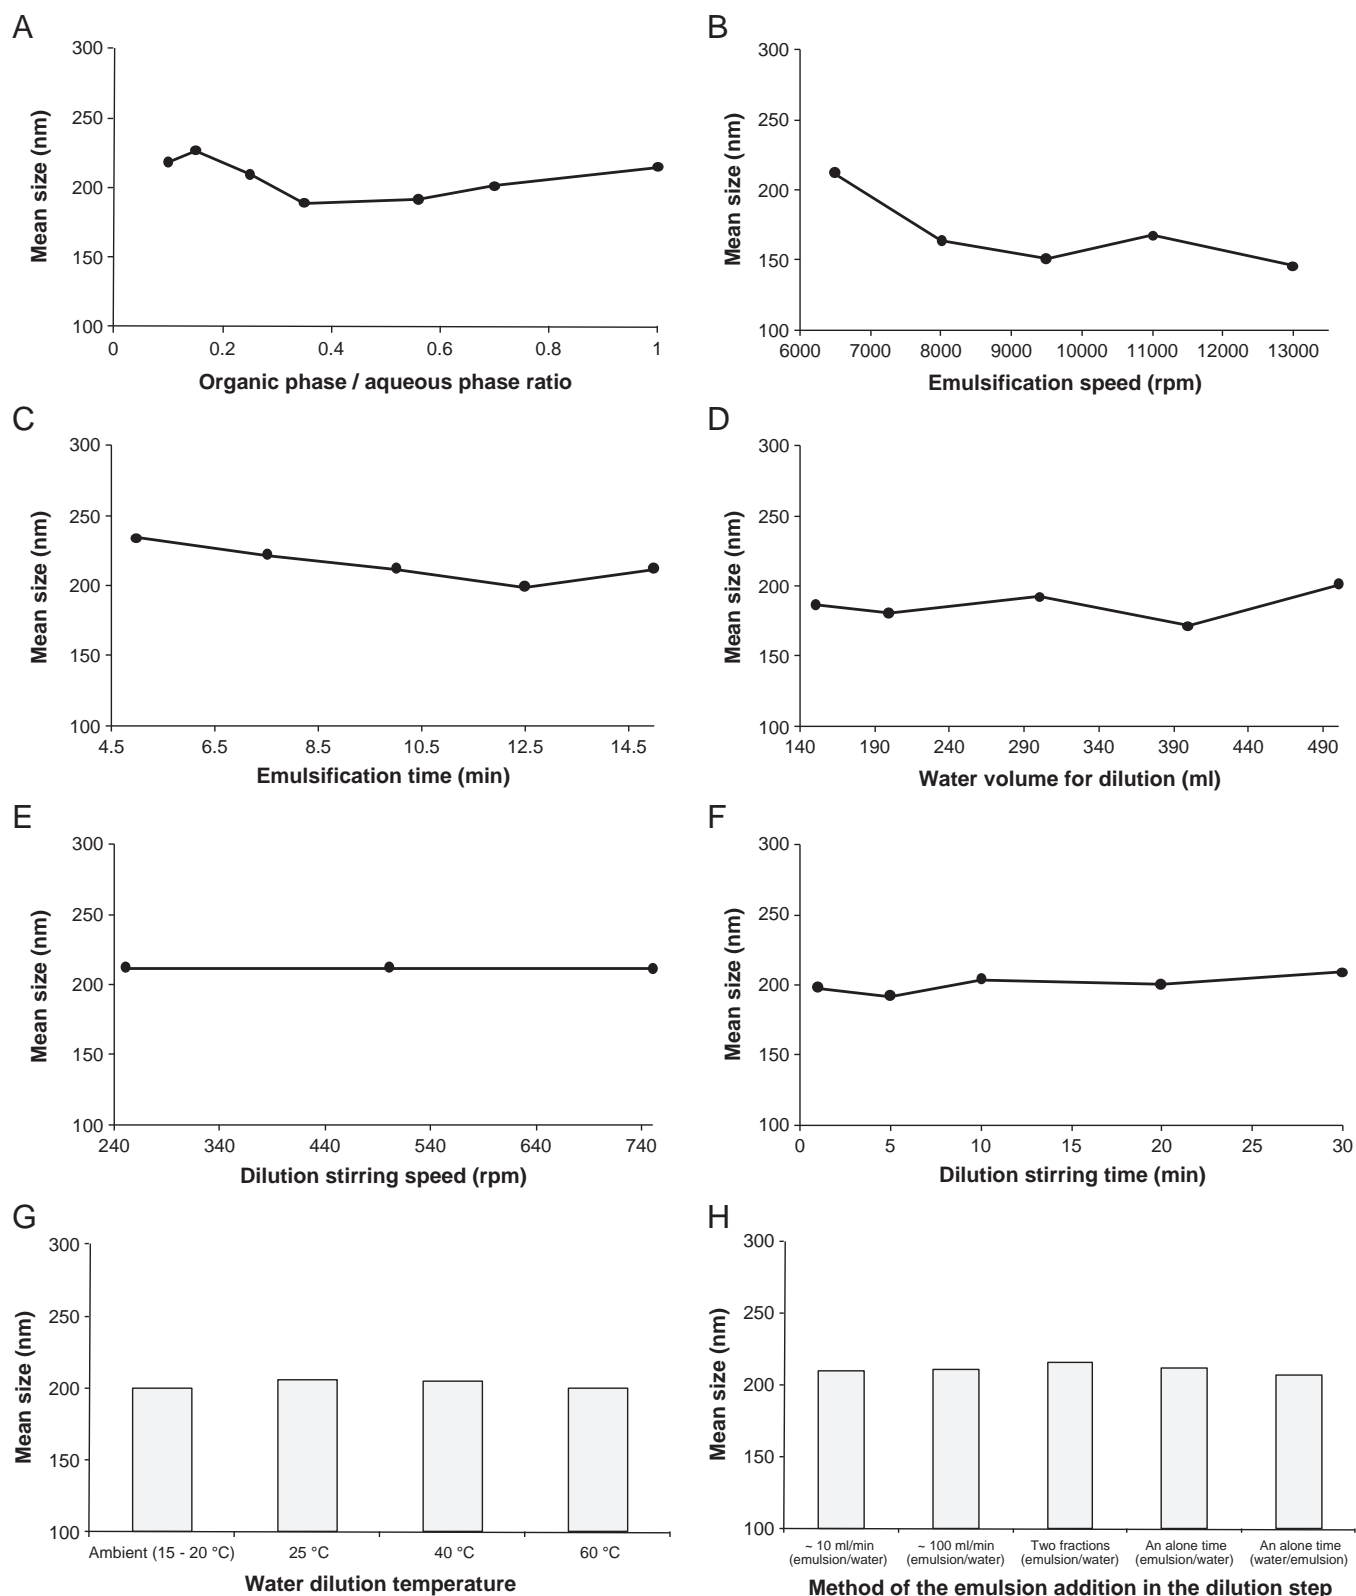 A
300
250
200
150
100
Mean size (nm)
0 0.2 0.4 0.6 0.8 1
Organic phase / aqueous phase ratio
B
300
250
200
150
100
Mean size (nm)
6000 7000 8000 9000 10000 11000 12000 13000
Emulsification speed (rpm)
C
300
250
200
150
100
Mean size (nm)
4.5 6.5 8.5 10.5 12.5 14.5
Emulsification time (min)
D
300
250
200
150
100
Mean size (nm)
140 190 240 290 340 390 440 490
Water volume for dilution (ml)
E
300
250
200
150
100
Mean size (nm)
240 340 440 540 640 740
Dilution stirring speed (rpm)
F
300
250
200
150
100
Mean size (nm)
0 5 10 15 20 25 30
Dilution stirring time (min)
G
300
250
200
150
100
Mean size (nm)
Ambient (15 - 20 °C) 25 °C 40 °C 60 °C
Water dilution temperature
H
300
250
200
150
100
Mean size (nm)
~ 10 ml/min ~ 100 ml/min Two fractions An alone time An alone time
(emulsion/water) (emulsion/water) (emulsion/water) (emulsion/water) (water/emulsion)
Method of the emulsion addition in the dilution step